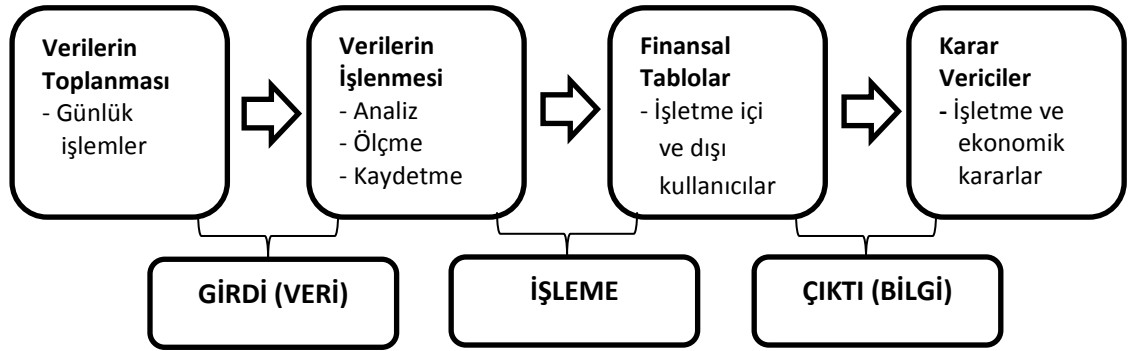 Verilerin
Toplanması
- Günlük
işlemler
Verilerin
İşlenmesi
- Analiz
- Ölçme
- Kaydetme
Finansal
Tablolar
- İşletme içi
ve dışı
kullanıcılar
Karar
Vericiler
- İşletme ve
ekonomik
kararlar
GİRDİ (VERİ)
İŞLEME
ÇIKTI (BİLGİ)